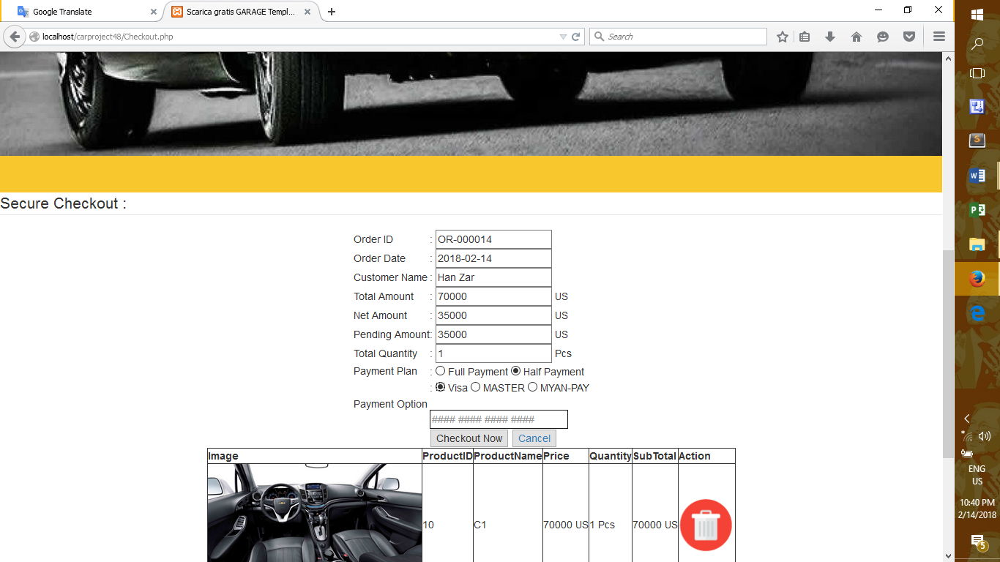 Google Translate
Scarica gratis GARAGE Templ...
localhost/carproject48/Checkout.php
Search
Secure Checkout :
Order ID : OR-000014
Order Date : 2018-02-14
Customer Name : Han Zar
Total Amount : 70000 US
Net Amount : 35000 US
Pending Amount: 35000 US
Total Quantity : 1 Pcs
Payment Plan : Full Payment Half Payment
: Visa MASTER MYAN-PAY
Payment Option
#### #### #### ####
Checkout Now Cancel
Image ProductID ProductName Price Quantity SubTotal Action
10 C1 70000 US 1 Pcs 70000 US
ENG
US
10:40 PM
2/14/2018
5